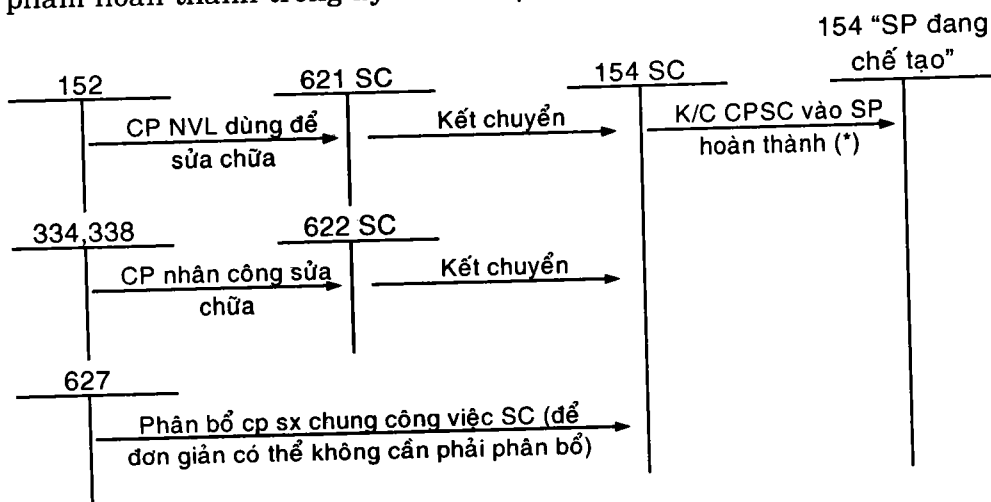 phẩm hoàn thành trong
154 “SP đang
chế tạo”
152
621 SC
154 SC
CP NVL dùng để
sửa chữa
Kết chuyển
K/C CPSC vào SP
hoàn thành (*)
334,338
622 SC
CP nhân công sửa
chữa
Kết chuyển
627
Phân bổ cp sx chung công việc SC (để
đơn giản có thể không cần phải phân bổ)